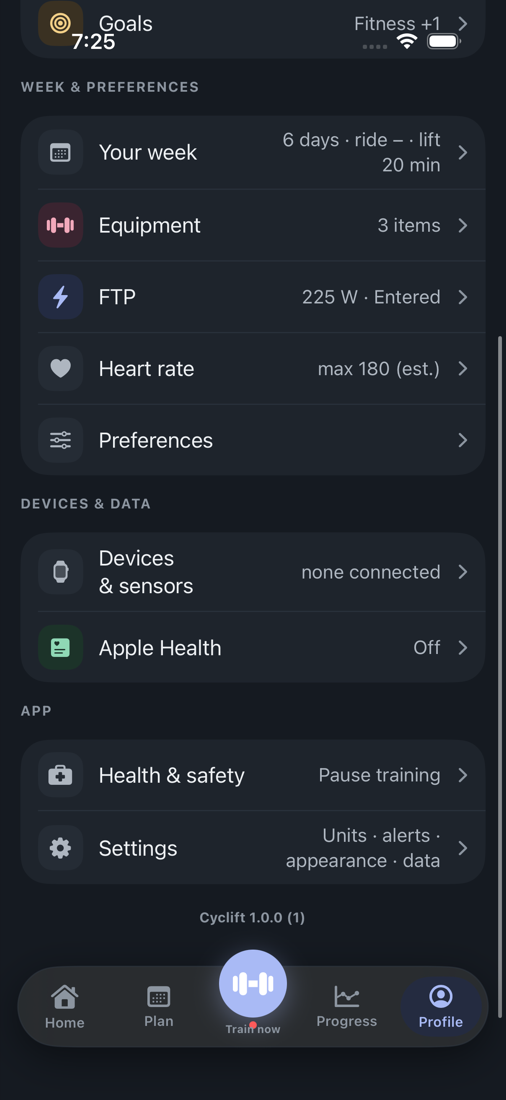 Goals
Fitness +1
7:25
WEEK & PREFERENCES
Your week
6 days · ride – · lift
20 min
Equipment
3 items
FTP
225 W · Entered
Heart rate
max 180 (est.)
Preferences
DEVICES & DATA
Devices
& sensors
none connected
Apple Health
Off
APP
Health & safety
Pause training
Settings
Units · alerts ·
appearance · data
Cyclift 1.0.0 (1)
Home
Plan
Train now
Progress
Profile